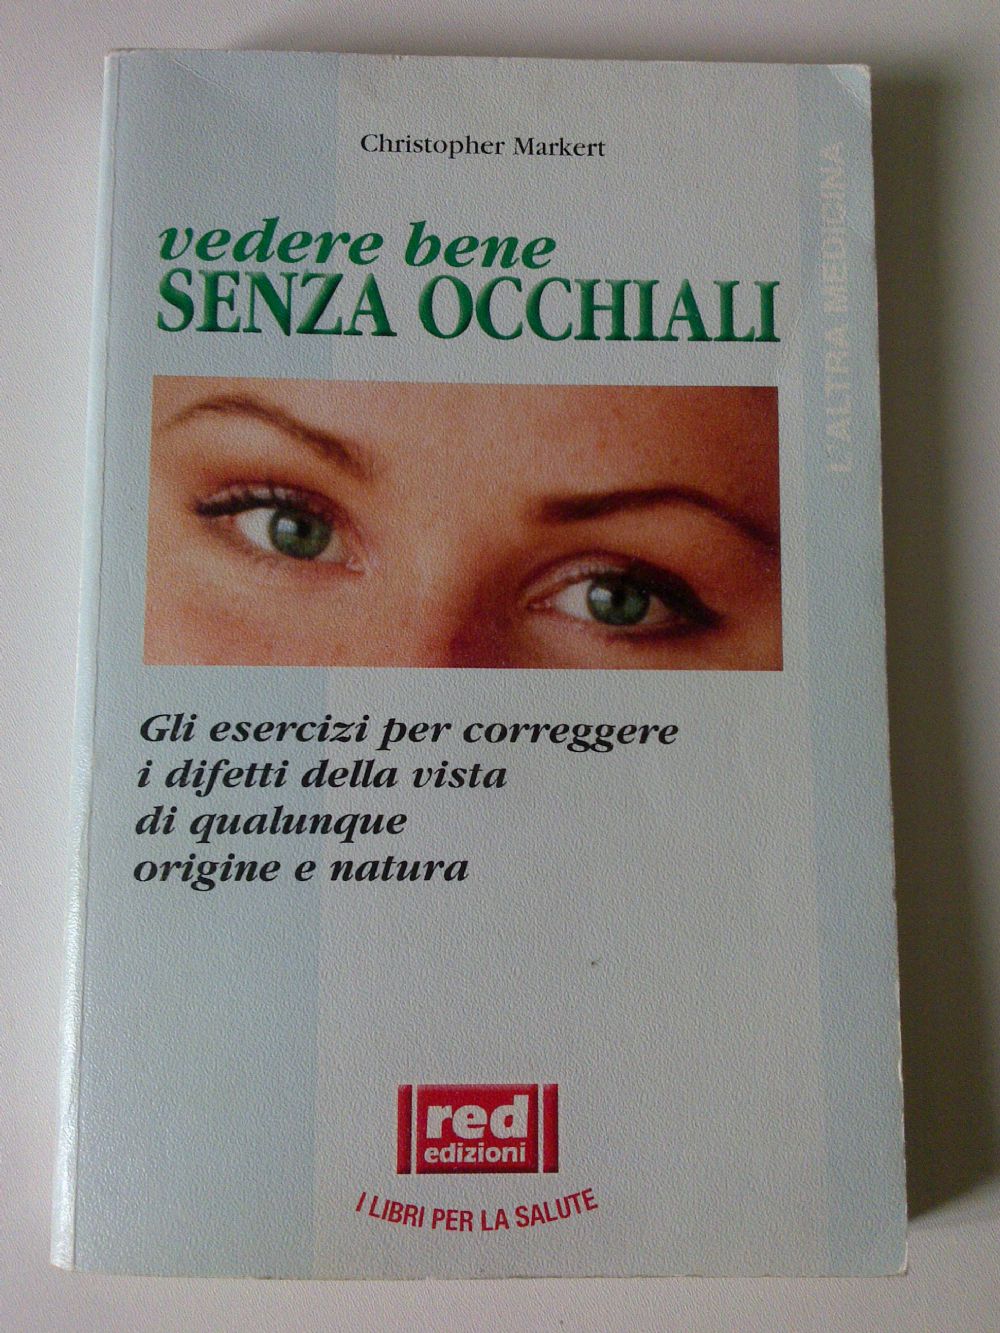 Christopher Markert
vedere bene
SENZA OCCHIALI
L'ALTRA MEDICINA
Gli esercizi per correggere
i difetti della vista
di qualunque
origine e natura
red
edizioni
I LIBRI PER LA SALUTE